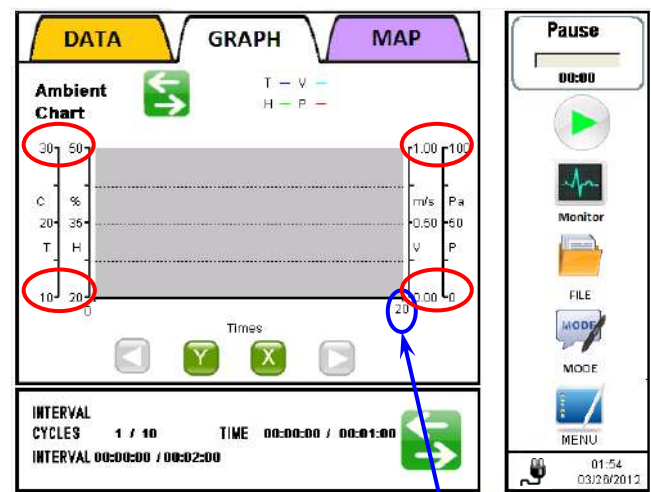 DATA GRAPH MAP
Ambient
Chart
T V
H P
30 50 1.00 100
C % m/s Pa
20 35 0.50 50
T H V P
10 20 0.00 0
0 20
Times
Y X
INTERVAL
CYCLES 1 / 10 TIME 00:00:00 / 00:01:00
INTERVAL 00:00:00 / 00:02:00
Pause
00:00
Monitor
FILE
MODE
MODE
MENU
01:54
03/28/2012